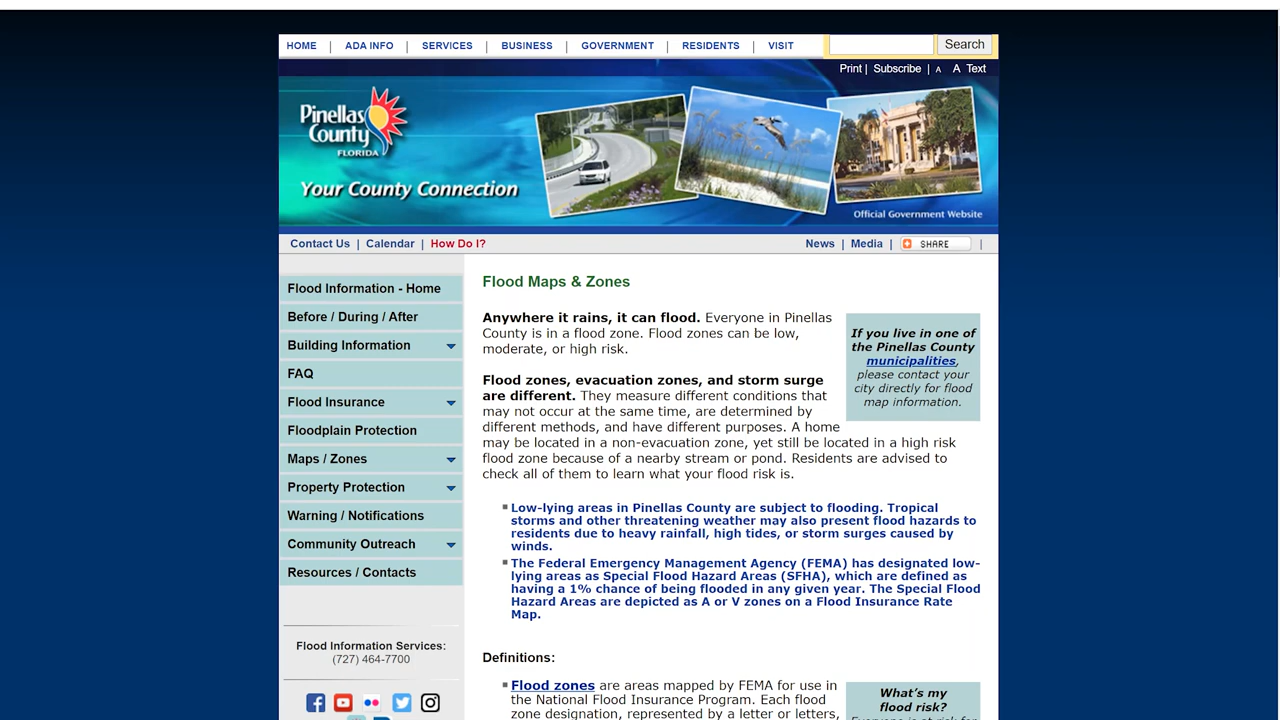 HOME | ADA INFO | SERVICES | BUSINESS | GOVERNMENT | RESIDENTS | VISIT
Search
Print | Subscribe | A A Text
Pinellas
County
FLORIDA
Your County Connection
Official Government Website
Contact Us | Calendar | How Do I?
News | Media | SHARE |
Flood Information - Home
Before / During / After
Building Information
FAQ
Flood Insurance
Floodplain Protection
Maps / Zones
Property Protection
Warning / Notifications
Community Outreach
Resources / Contacts
Flood Information Services:
(727) 464-7700
Flood Maps & Zones
Anywhere it rains, it can flood. Everyone in Pinellas
County is in a flood zone. Flood zones can be low,
moderate, or high risk.
If you live in one of
the Pinellas County
municipalities,
please contact your
city directly for flood
map information.
Flood zones, evacuation zones, and storm surge
are different. They measure different conditions that
may not occur at the same time, are determined by
different methods, and have different purposes. A home
may be located in a non-evacuation zone, yet still be located in a high risk
flood zone because of a nearby stream or pond. Residents are advised to
check all of them to learn what your flood risk is.
Low-lying areas in Pinellas County are subject to flooding. Tropical
storms and other threatening weather may also present flood hazards to
residents due to heavy rainfall, high tides, or storm surges caused by
winds.
The Federal Emergency Management Agency (FEMA) has designated low-
lying areas as Special Flood Hazard Areas (SFHA), which are defined as
having a 1% chance of being flooded in any given year. The Special Flood
Hazard Areas are depicted as A or V zones on a Flood Insurance Rate
Map.
Definitions:
Flood zones are areas mapped by FEMA for use in
the National Flood Insurance Program. Each flood
zone designation, represented by a letter or letters,
What's my
flood risk?